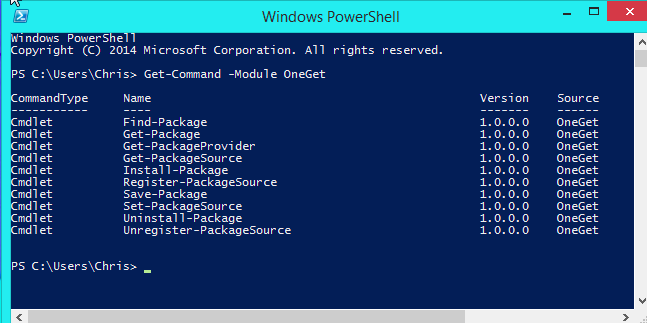 Windows PowerShell
Windows PowerShell
Copyright (C) 2014 Microsoft Corporation. All rights reserved.
PS C:\Users\Chris> Get-Command -Module OneGet
CommandType Name Version Source
----------- ---- ------- ------
Cmdlet Find-Package 1.0.0.0 OneGet
Cmdlet Get-Package 1.0.0.0 OneGet
Cmdlet Get-PackageProvider 1.0.0.0 OneGet
Cmdlet Get-PackageSource 1.0.0.0 OneGet
Cmdlet Install-Package 1.0.0.0 OneGet
Cmdlet Register-PackageSource 1.0.0.0 OneGet
Cmdlet Save-Package 1.0.0.0 OneGet
Cmdlet Set-PackageSource 1.0.0.0 OneGet
Cmdlet Uninstall-Package 1.0.0.0 OneGet
Cmdlet Unregister-PackageSource 1.0.0.0 OneGet
PS C:\Users\Chris> _